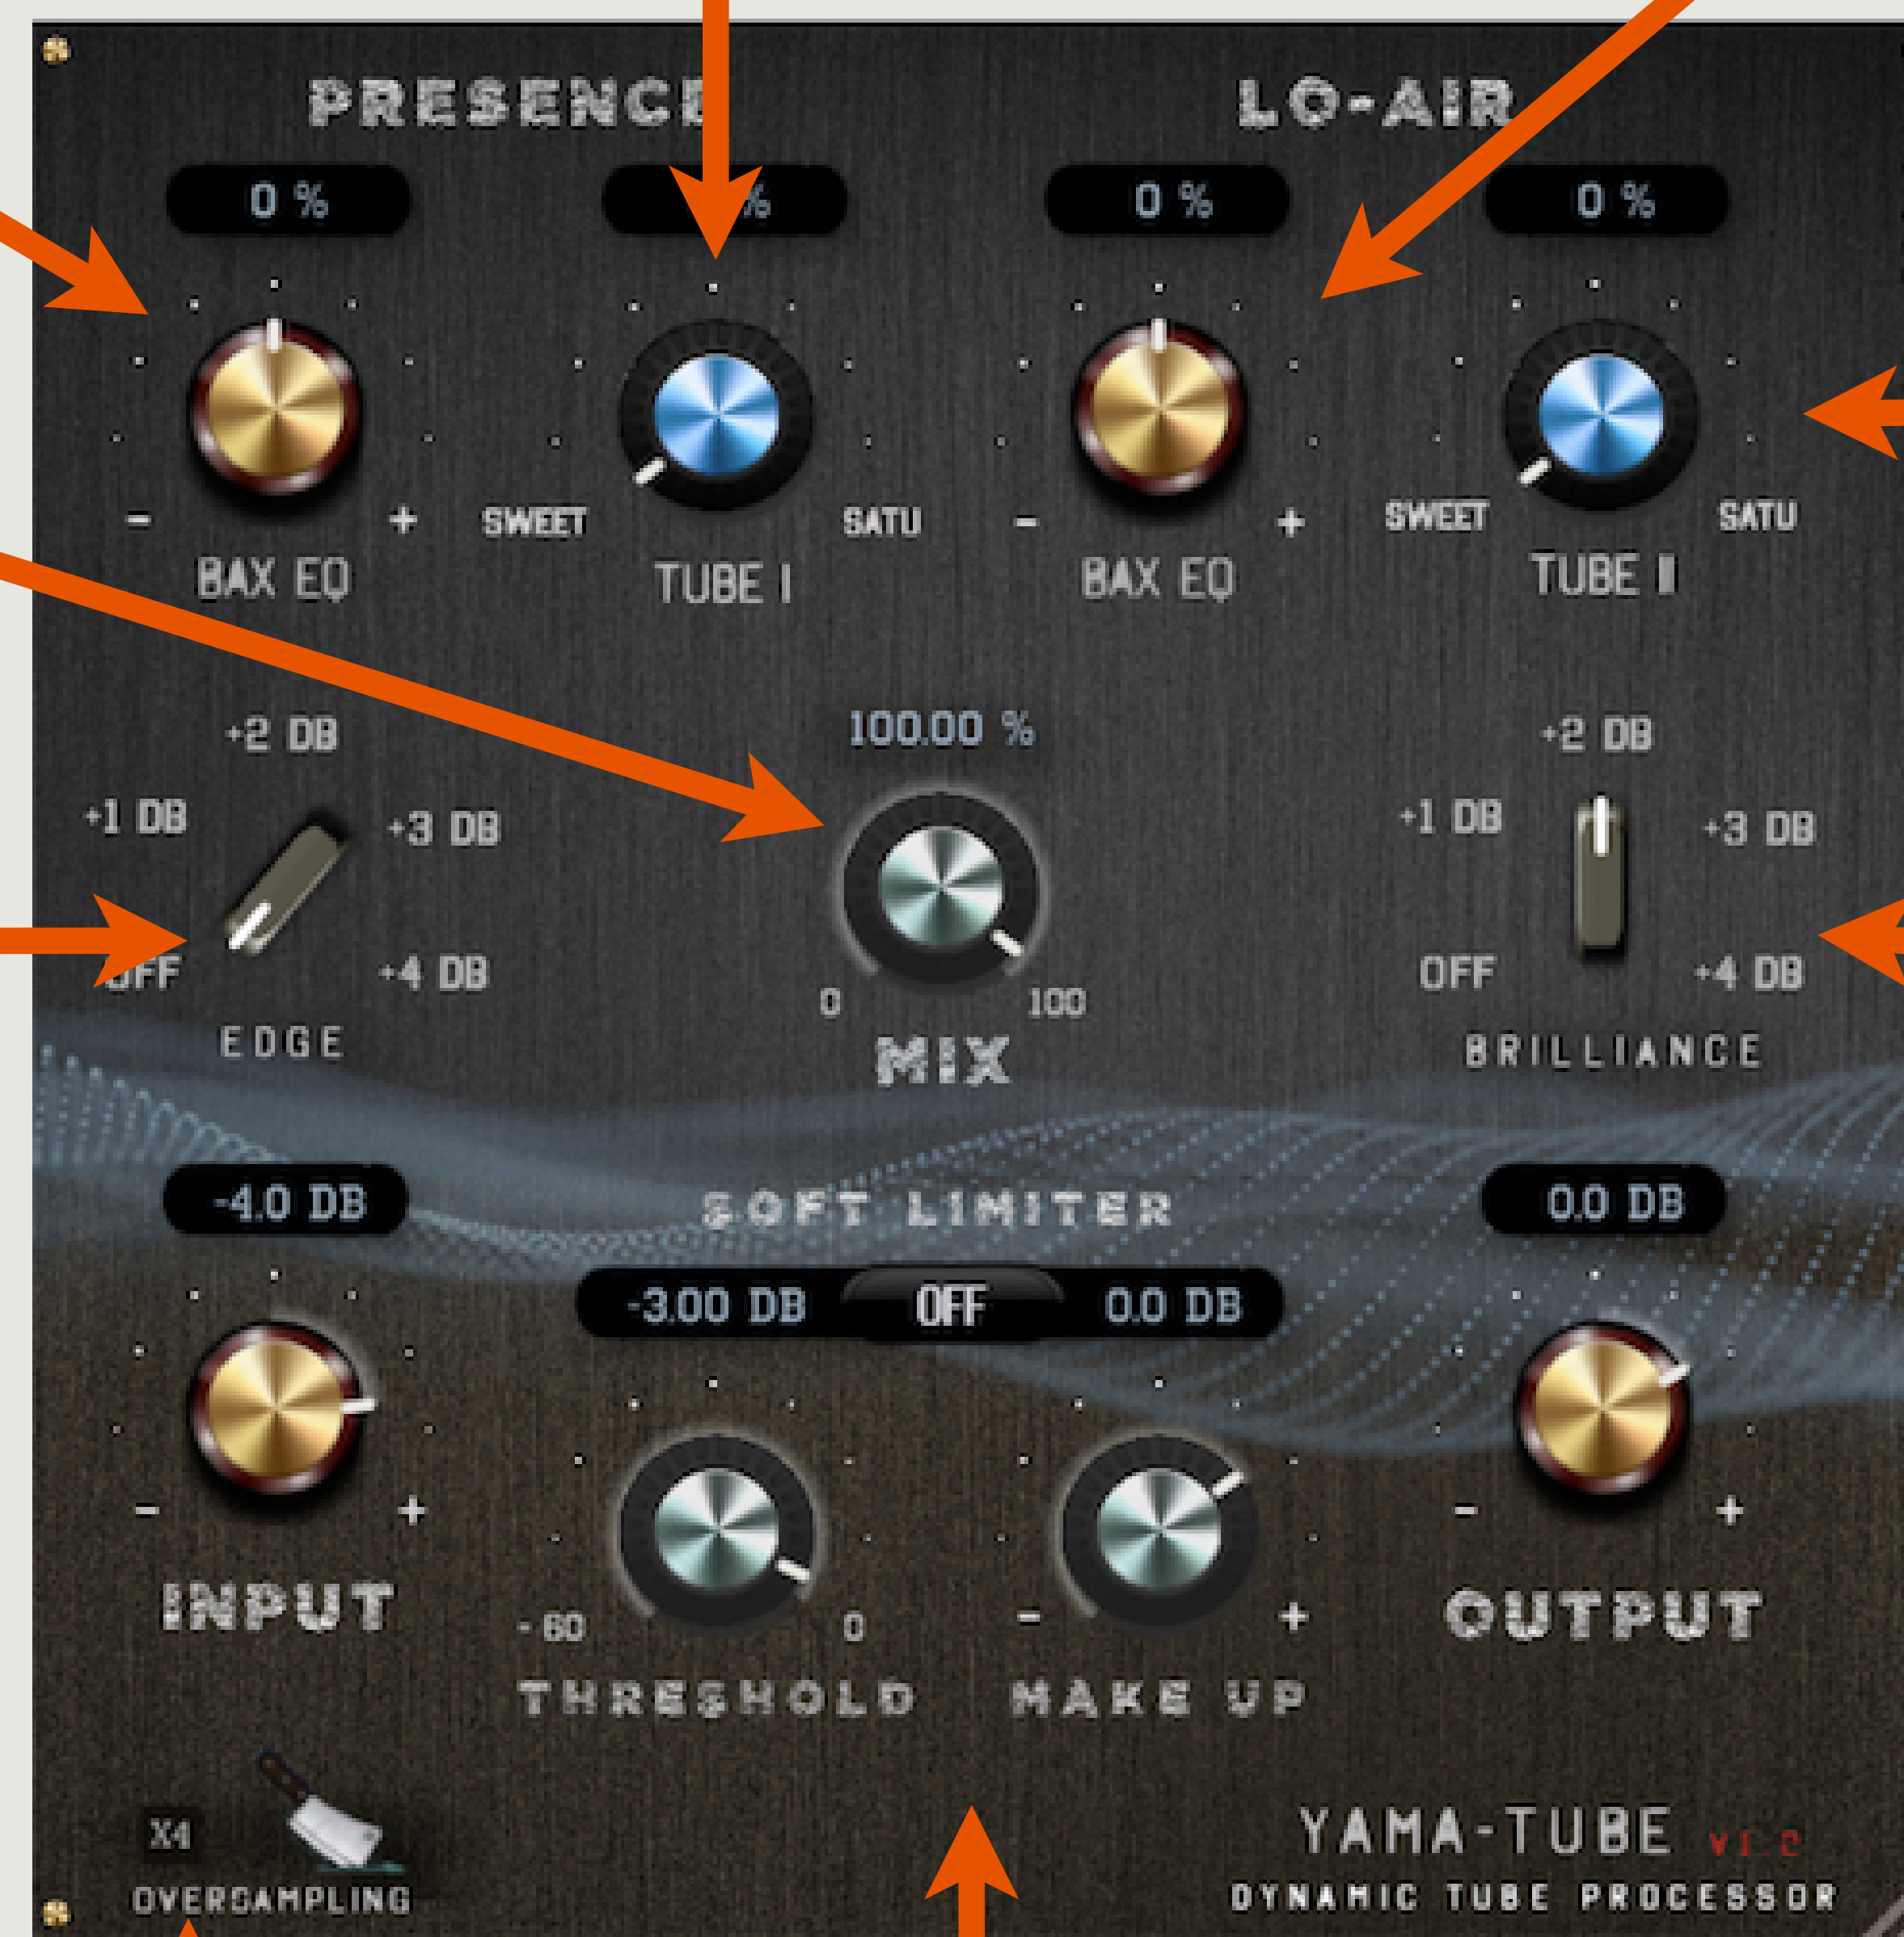 PRESENCE LO-AIR
0 % % 0 % 0 %
- + SWEET SATU - + SWEET SATU
BAX EQ TUBE I BAX EQ TUBE II
+2 DB 100.00 % +2 DB
+1 DB +3 DB +1 DB +3 DB
OFF +4 DB 0 100 OFF +4 DB
EDGE MIX BRILLIANCE
-4.0 DB SOFT LIMITER 0.0 DB
-3.00 DB OFF 0.0 DB
- + - +
INPUT -60 0 - + OUTPUT
THRESHOLD MAKE UP
X4 YAMA-TUBE V1.2
OVERSAMPLING DYNAMIC TUBE PROCESSOR